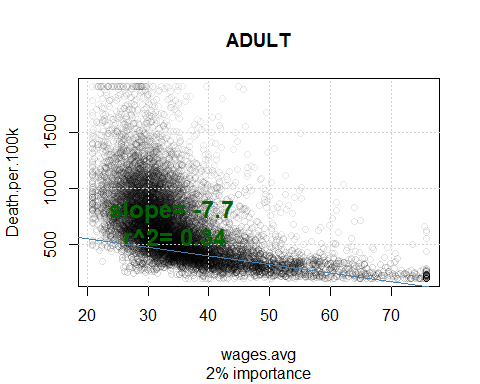 ADULT
Death.per.100k
1500
1000
500
slope= -7.7
r^2= 0.34
20 30 40 50 60 70
wages.avg
2% importance